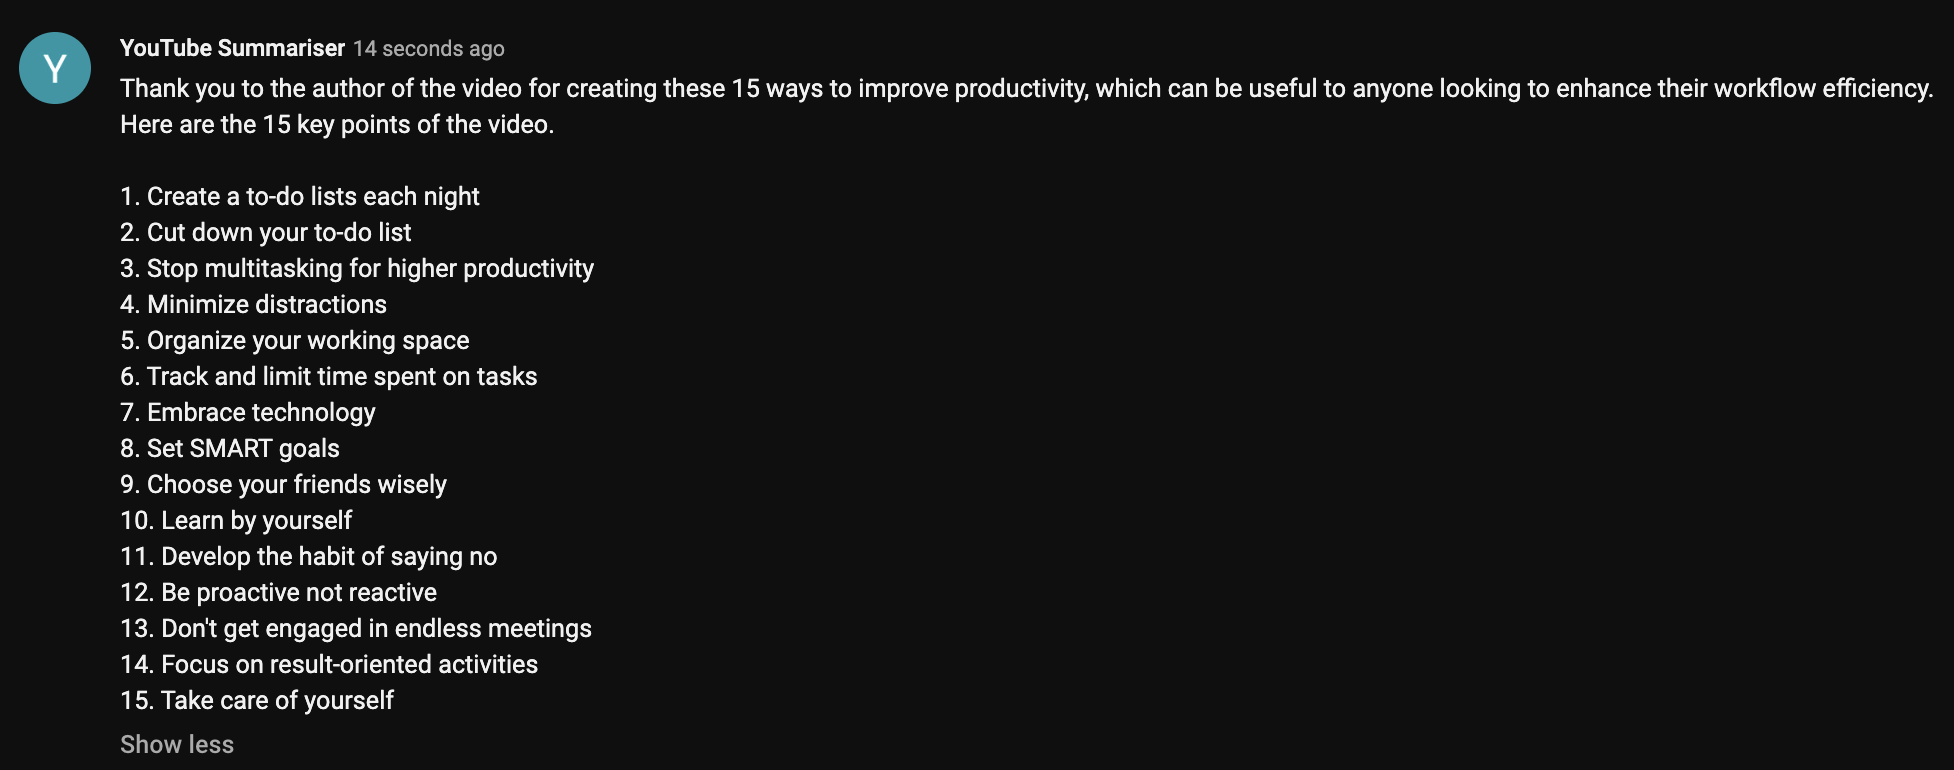 Y
YouTube Summariser 14 seconds ago
Thank you to the author of the video for creating these 15 ways to improve productivity, which can be useful to anyone looking to enhance their workflow efficiency.
Here are the 15 key points of the video.
1. Create a to-do lists each night
2. Cut down your to-do list
3. Stop multitasking for higher productivity
4. Minimize distractions
5. Organize your working space
6. Track and limit time spent on tasks
7. Embrace technology
8. Set SMART goals
9. Choose your friends wisely
10. Learn by yourself
11. Develop the habit of saying no
12. Be proactive not reactive
13. Don't get engaged in endless meetings
14. Focus on result-oriented activities
15. Take care of yourself
Show less